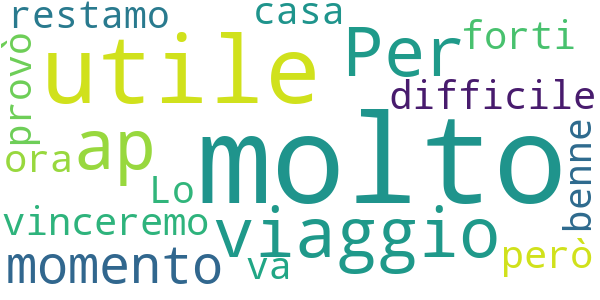 restamo
casa
utile
Per
forti
provò
difficile
ora
ap
molto
Lo
benne
vinceremo
viaggio
però
momento
va